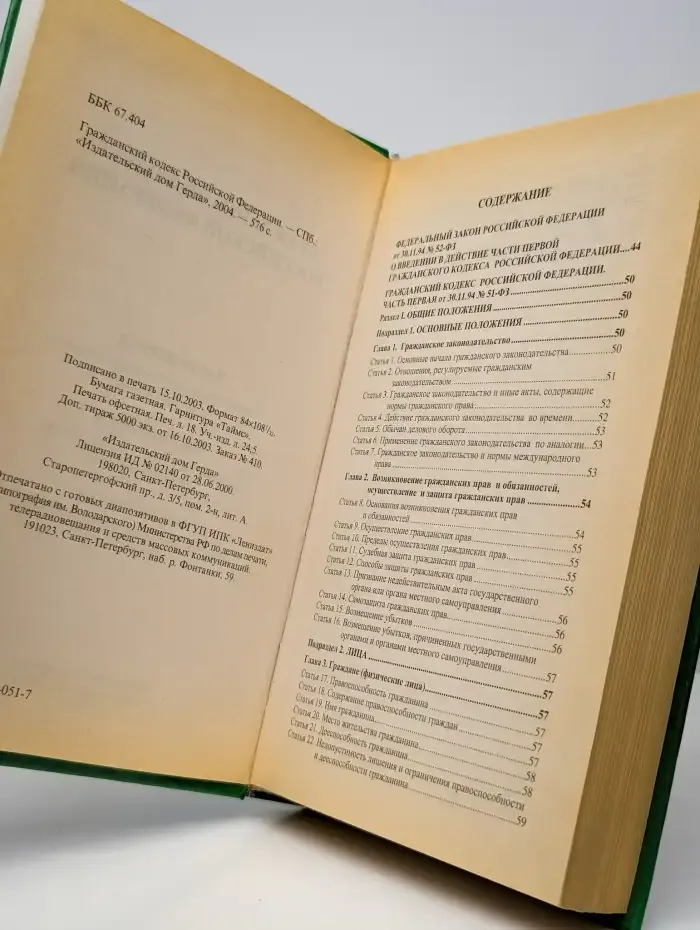 ББК 67.404
Гражданский кодекс Российской Федерации. — СПб.:
«Издательский дом Герда», 2004. — 576 с.
Подписано в печать 15.10.2003. Формат 84х108¹/₃₂.
Бумага газетная. Гарнитура «Таймс».
Печать офсетная. Печ. л. 18. Уч.-изд. л. 24,5.
Доп. тираж 5000 экз. от 16.10.2003. Заказ № 410.
«Издательский дом Герда»
Лицензия ИД № 02140 от 28.06.2000.
198020, Санкт-Петербург,
Старопетергофский пр., д. 3/5, пом. 2-н, лит. А.
Отпечатано с готовых диапозитивов в ФГУП ИПК «Лениздат»
(типография им. Володарского) Министерства РФ по делам печати,
телерадиовещания и средств массовых коммуникаций.
191023, Санкт-Петербург, наб. р. Фонтанки, 59.
-051-7
СОДЕРЖАНИЕ
ФЕДЕРАЛЬНЫЙ ЗАКОН РОССИЙСКОЙ ФЕДЕРАЦИИ
от 30.11.94 № 52-ФЗ
О ВВЕДЕНИИ В ДЕЙСТВИЕ ЧАСТИ ПЕРВОЙ
ГРАЖДАНСКОГО КОДЕКСА РОССИЙСКОЙ ФЕДЕРАЦИИ....44
ГРАЖДАНСКИЙ КОДЕКС РОССИЙСКОЙ ФЕДЕРАЦИИ.
ЧАСТЬ ПЕРВАЯ от 30.11.94 № 51-ФЗ ....50
Раздел I. ОБЩИЕ ПОЛОЖЕНИЯ ....50
Подраздел 1. ОСНОВНЫЕ ПОЛОЖЕНИЯ ....50
Глава 1. Гражданское законодательство ....50
Статья 1. Основные начала гражданского законодательства ....50
Статья 2. Отношения, регулируемые гражданским
законодательством ....51
Статья 3. Гражданское законодательство и иные акты, содержащие
нормы гражданского права ....52
Статья 4. Действие гражданского законодательства во времени ....52
Статья 5. Обычаи делового оборота ....53
Статья 6. Применение гражданского законодательства по аналогии...53
Статья 7. Гражданское законодательство и нормы международного
права ....53
Глава 2. Возникновение гражданских прав и обязанностей,
осуществление и защита гражданских прав ....54
Статья 8. Основания возникновения гражданских прав
и обязанностей ....54
Статья 9. Осуществление гражданских прав ....55
Статья 10. Пределы осуществления гражданских прав ....55
Статья 11. Судебная защита гражданских прав ....55
Статья 12. Способы защиты гражданских прав ....55
Статья 13. Признание недействительным акта государственного
органа или органа местного самоуправления ....56
Статья 14. Самозащита гражданских прав ....56
Статья 15. Возмещение убытков ....56
Статья 16. Возмещение убытков, причиненных государственными
органами и органами местного самоуправления ....57
Подраздел 2. ЛИЦА ....57
Глава 3. Граждане (физические лица) ....57
Статья 17. Правоспособность гражданина ....57
Статья 18. Содержание правоспособности граждан ....57
Статья 19. Имя гражданина ....57
Статья 20. Место жительства гражданина ....58
Статья 21. Дееспособность гражданина ....58
Статья 22. Недопустимость лишения и ограничения правоспособности
и дееспособности гражданина ....59